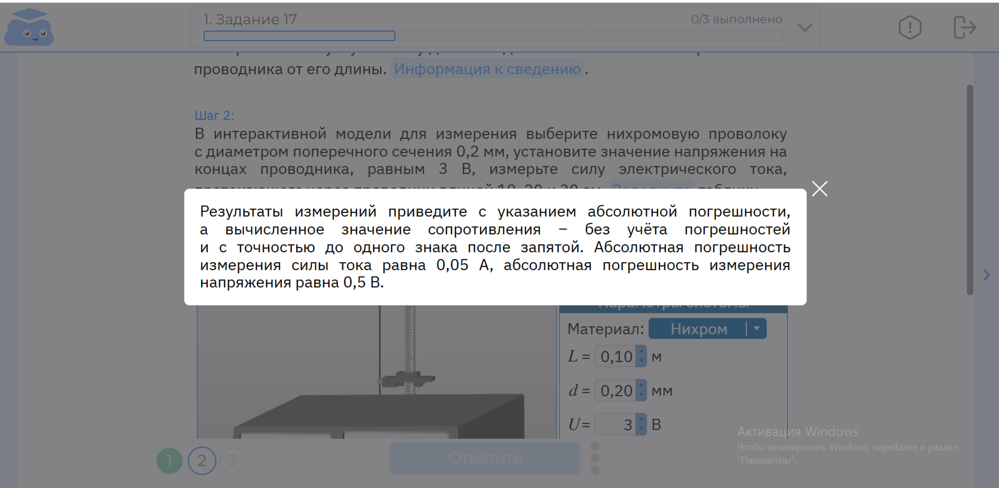 1. Задание 17
0/3 выполнено
проводника от его длины. Информация к сведению.
Шаг 2:
В интерактивной модели для измерения выберите нихромовую проволоку
с диаметром поперечного сечения 0,2 мм, установите значение напряжения на
концах проводника, равным 3 В, измерьте силу электрического тока,
Результаты измерений приведите с указанием абсолютной погрешности,
а вычисленное значение сопротивления – без учёта погрешностей
и с точностью до одного знака после запятой. Абсолютная погрешность
измерения силы тока равна 0,05 А, абсолютная погрешность измерения
напряжения равна 0,5 В.
Параметры системы
Материал: Нихром
L = 0,10 м
d = 0,20 мм
U= 3 В
Активация Windows
Чтобы активировать Windows, перейдите в раздел
"Параметры".
1 2 3
Ответить